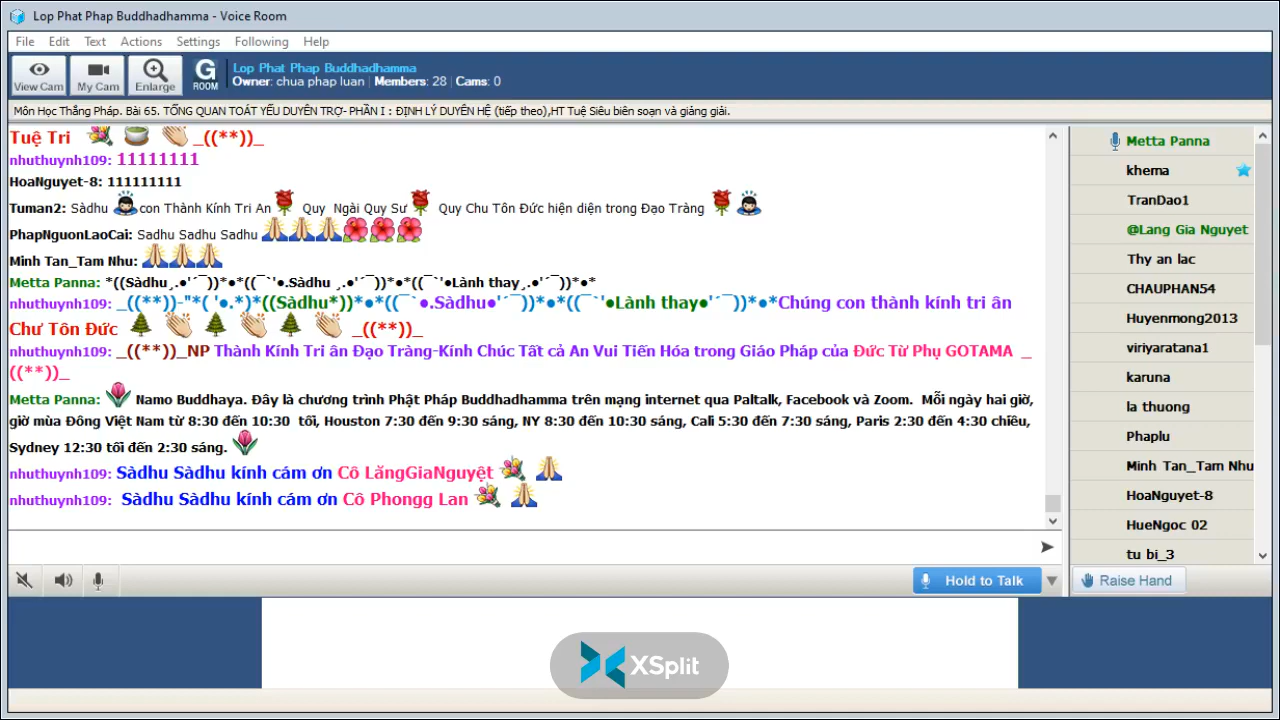 Lop Phat Phap Buddhadhamma - Voice Room
File Edit Text Actions Settings Following Help
View Cam My Cam Enlarge G ROOM
Lop Phat Phap Buddhadhamma
Owner: chua phap luan | Members: 28 | Cams: 0
Môn Học Thắng Pháp. Bài 65. TỔNG QUAN TOÁT YẾU DUYÊN TRỢ- PHẦN I : ĐỊNH LÝ DUYÊN HỆ (tiếp theo),HT Tuệ Siêu biên soạn và giảng giải.
Tuệ Tri _((**))_
nhuthuynh109: 11111111
HoaNguyet-8: 111111111
Tuman2: Sàdhu con Thành Kính Tri An Quy Ngài Quy Sư Quy Chu Tôn Đức hiện diện trong Đạo Tràng
PhapNguonLaoCai: Sadhu Sadhu Sadhu
Minh Tan_Tam Nhu:
Metta Panna: *((Sàdhu¸.●'´¯))*●*((¯`'●.Sàdhu ¸.●'´¯))*●*((¯`'●Lành thay¸.●'´¯))*●*
nhuthuynh109: _((**))-"*( '●.*)*((Sàdhu*))*●*((¯`●.Sàdhu●'´¯))*●*((¯`'●Lành thay●'´¯))*●*Chúng con thành kính tri ân
Chư Tôn Đức _((**))_
nhuthuynh109: _((**))_NP Thành Kính Tri ân Đạo Tràng-Kính Chúc Tất cả An Vui Tiến Hóa trong Giáo Pháp của Đức Từ Phụ GOTAMA _
((**))_
Metta Panna: Namo Buddhaya. Đây là chương trình Phật Pháp Buddhadhamma trên mạng internet qua Paltalk, Facebook và Zoom. Mỗi ngày hai giờ,
giờ mùa Đông Việt Nam từ 8:30 đến 10:30 tối, Houston 7:30 đến 9:30 sáng, NY 8:30 đến 10:30 sáng, Cali 5:30 đến 7:30 sáng, Paris 2:30 đến 4:30 chiều,
Sydney 12:30 tối đến 2:30 sáng.
nhuthuynh109: Sàdhu Sàdhu kính cám ơn Cô LăngGiaNguyệt
nhuthuynh109: Sàdhu Sàdhu kính cám ơn Cô Phongg Lan
Hold to Talk
Metta Panna
khema
TranDao1
@Lang Gia Nguyet
Thy an lac
CHAUPHAN54
Huyenmong2013
viriyaratana1
karuna
la thuong
Phaplu
Minh Tan_Tam Nhu
HoaNguyet-8
HueNgoc 02
tu bi_3
Raise Hand
XSplit